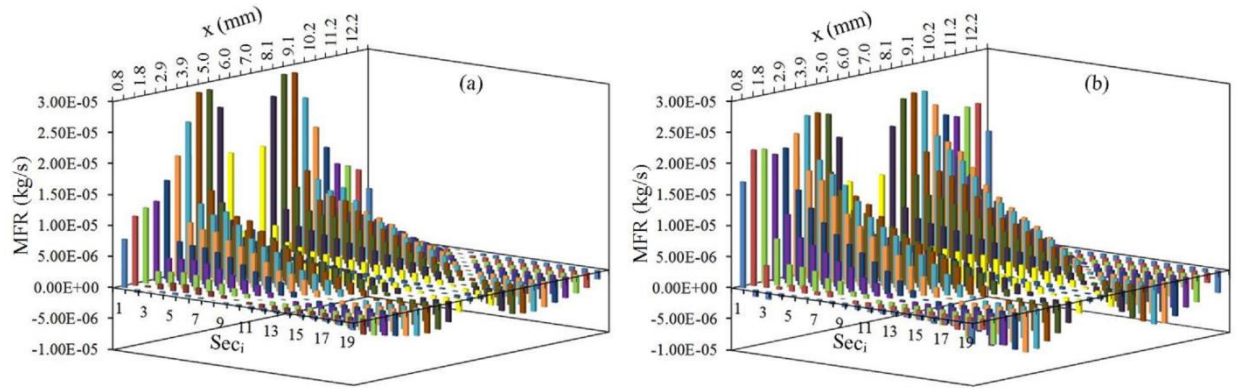 x (mm)
0.8 1.8 2.9 3.9 5.0 6.0 7.0 8.1 9.1 10.2 11.2 12.2
(a)
MFR (kg/s)
3.00E-05
2.50E-05
2.00E-05
1.50E-05
1.00E-05
5.00E-06
0.00E+00
-5.00E-06
-1.00E-05
1 3 5 7 9 11 13 15 17 19
Secᵢ
x (mm)
0.8 1.8 2.9 3.9 5.0 6.0 7.0 8.1 9.1 10.2 11.2 12.2
(b)
MFR (kg/s)
3.00E-05
2.50E-05
2.00E-05
1.50E-05
1.00E-05
5.00E-06
0.00E+00
-5.00E-06
-1.00E-05
1 3 5 7 9 11 13 15 17 19
Secᵢ